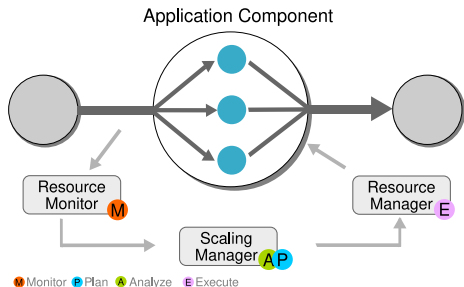 Application Component
Resource
Monitor
M
Resource
Manager
E
Scaling
Manager
A P
M Monitor P Plan A Analyze E Execute